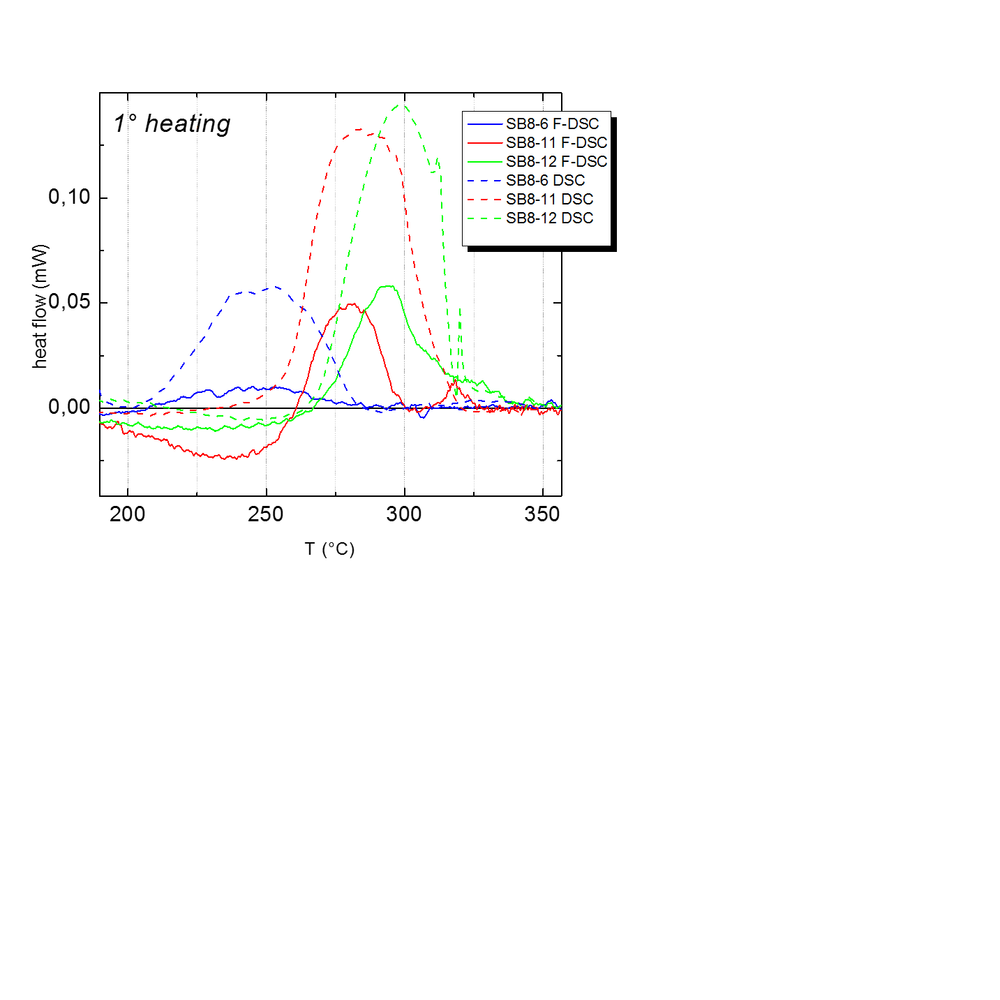 1° heating
SB8-6 F-DSC
SB8-11 F-DSC
SB8-12 F-DSC
SB8-6 DSC
SB8-11 DSC
SB8-12 DSC
heat flow (mW)
0,10
0,05
0,00
200 250 300 350
T (°C)